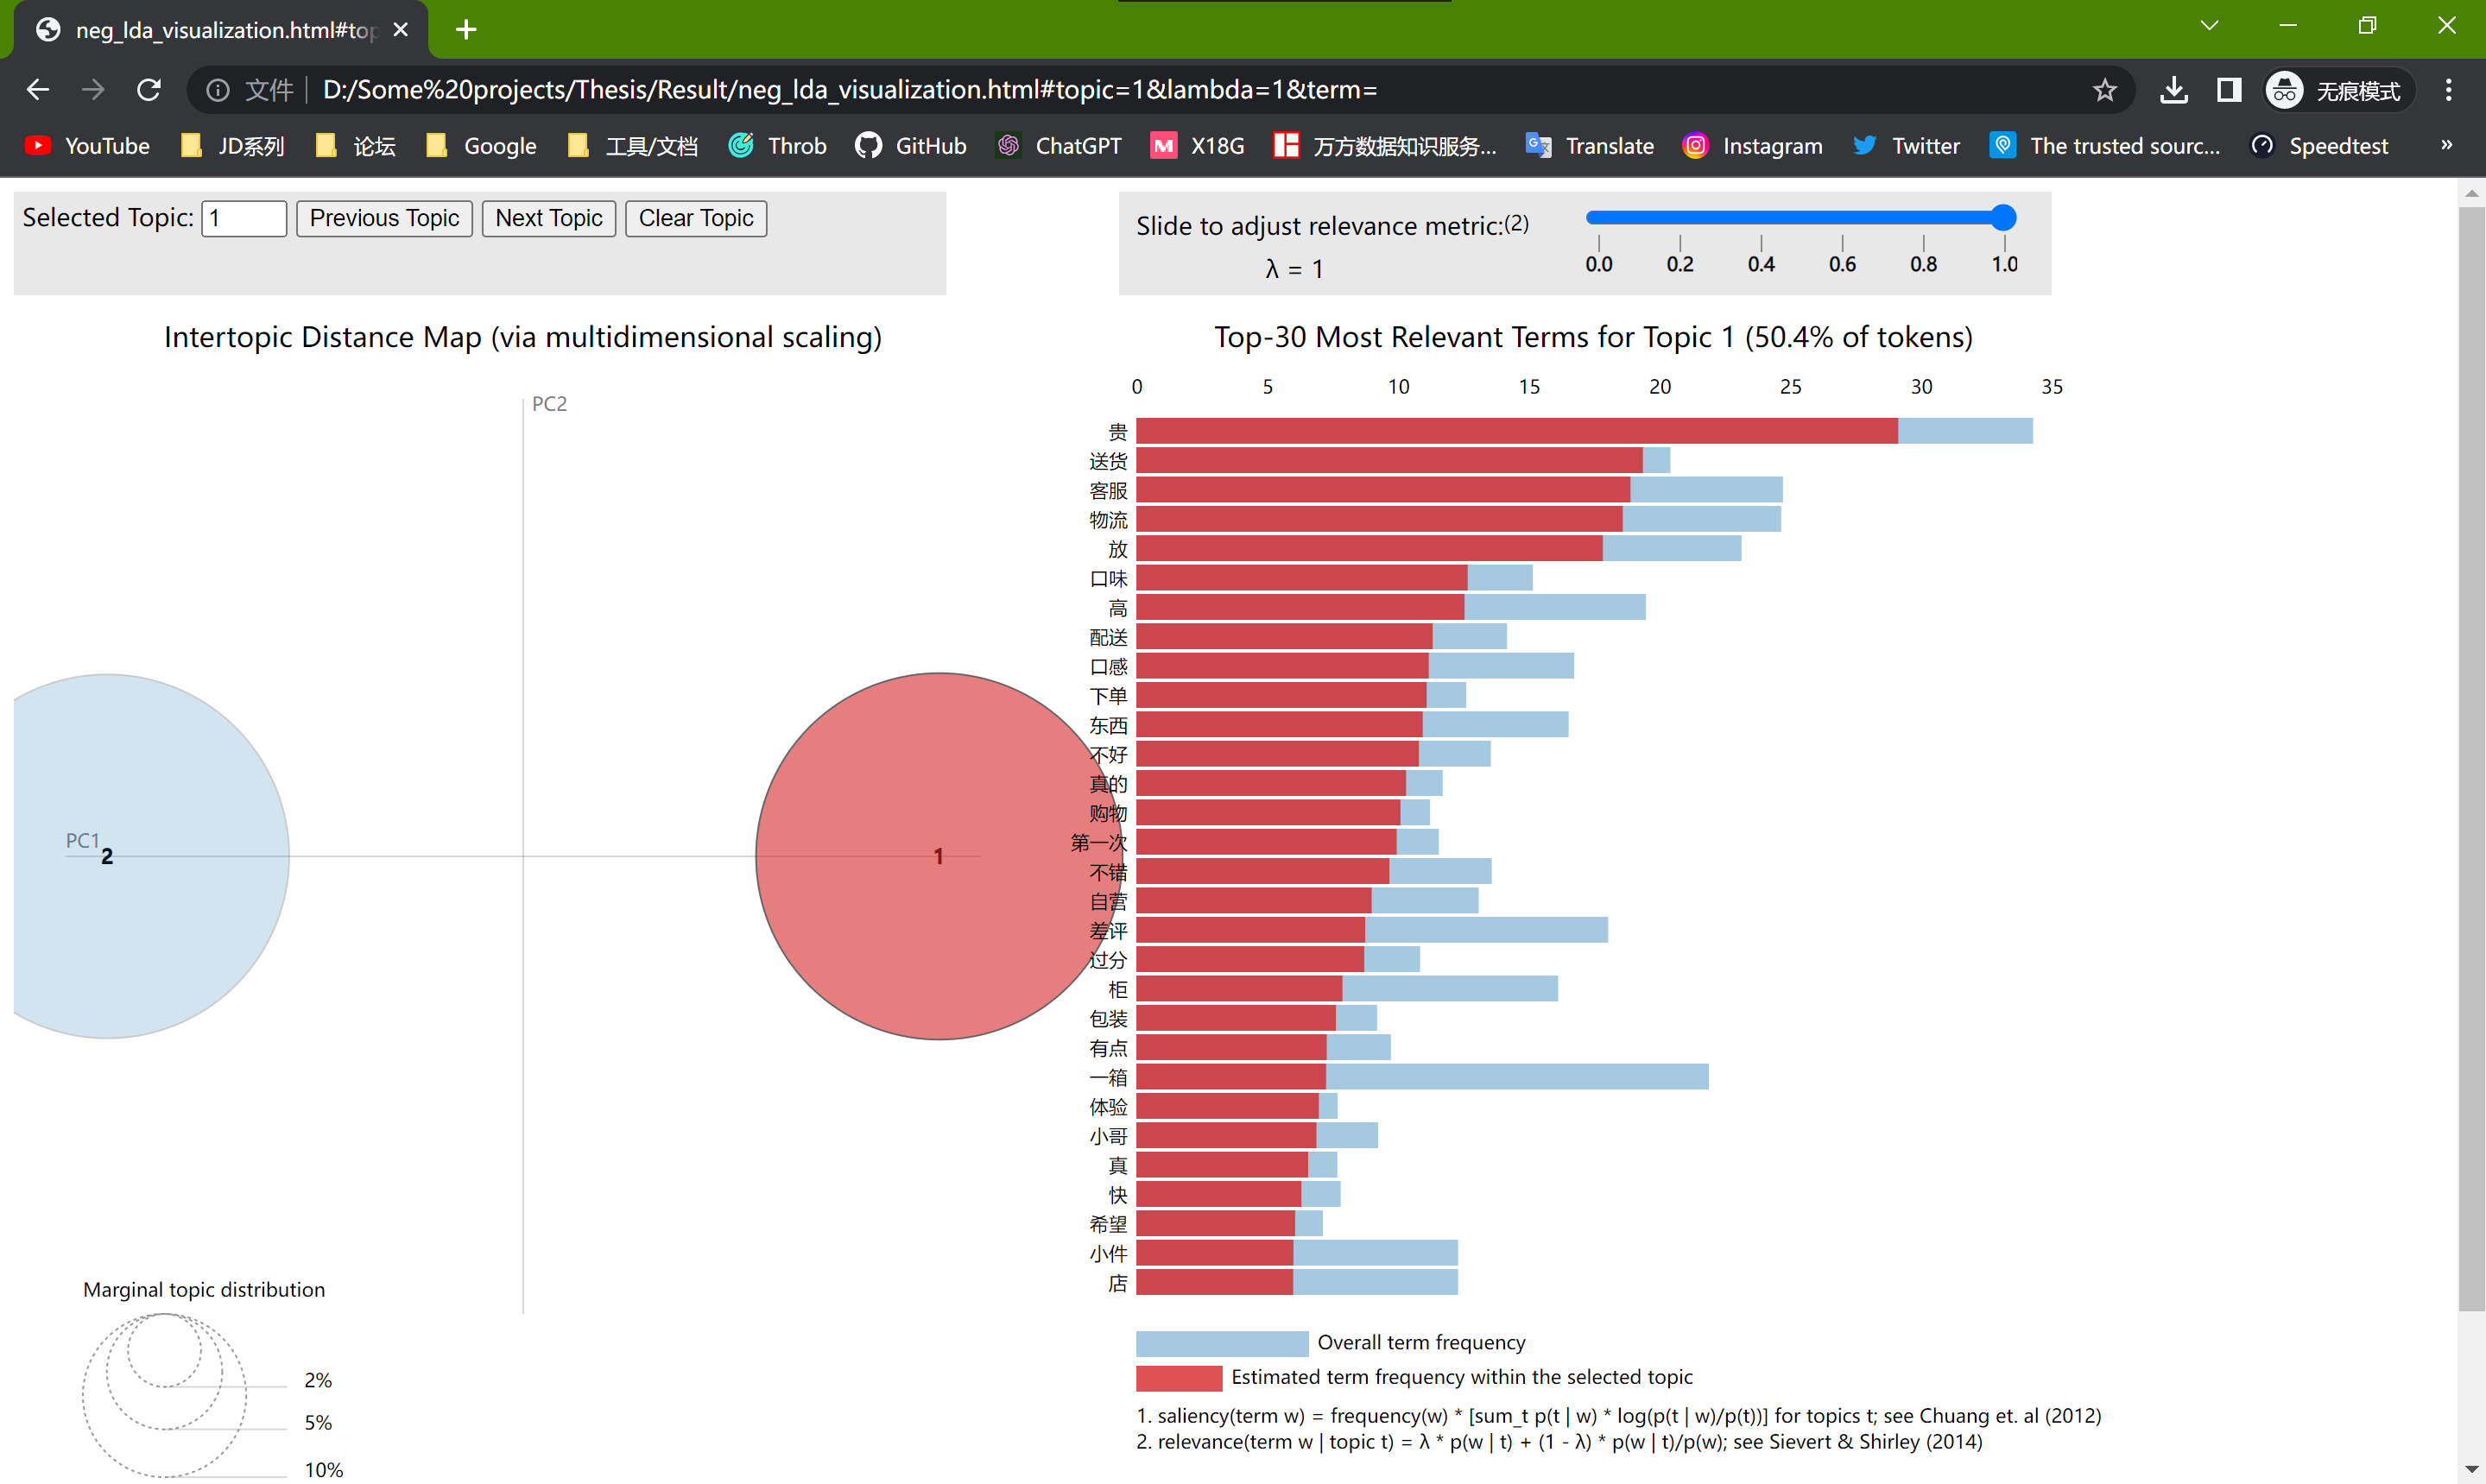 neg_lda_visualization.html#top
文件 D:/Some%20projects/Thesis/Result/neg_lda_visualization.html#topic=1&lambda=1&term=
无痕模式
YouTube JD系列 论坛 Google 工具/文档 Throb GitHub ChatGPT X18G 万方数据知识服务... Translate Instagram Twitter The trusted sourc... Speedtest »
Selected Topic: 1 Previous Topic Next Topic Clear Topic
Slide to adjust relevance metric:(2)
λ = 1
0.0 0.2 0.4 0.6 0.8 1.0
Intertopic Distance Map (via multidimensional scaling)
PC2
PC1
2
1
Marginal topic distribution
2%
5%
10%
Top-30 Most Relevant Terms for Topic 1 (50.4% of tokens)
0 5 10 15 20 25 30 35
贵
送货
客服
物流
放
口味
高
配送
口感
下单
东西
不好
真的
购物
第一次
不错
自营
差评
过分
柜
包装
有点
一箱
体验
小哥
真
快
希望
小件
店
Overall term frequency
Estimated term frequency within the selected topic
1. saliency(term w) = frequency(w) * [sum_t p(t | w) * log(p(t | w)/p(t))] for topics t; see Chuang et. al (2012)
2. relevance(term w | topic t) = λ * p(w | t) + (1 - λ) * p(w | t)/p(w); see Sievert & Shirley (2014)